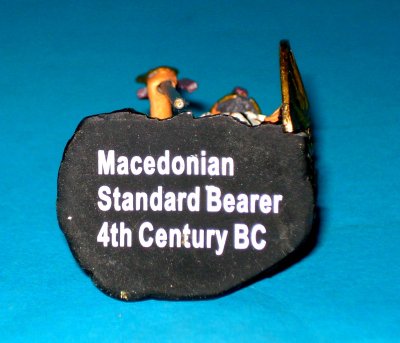 Macedonian
Standard Bearer
4th Century BC